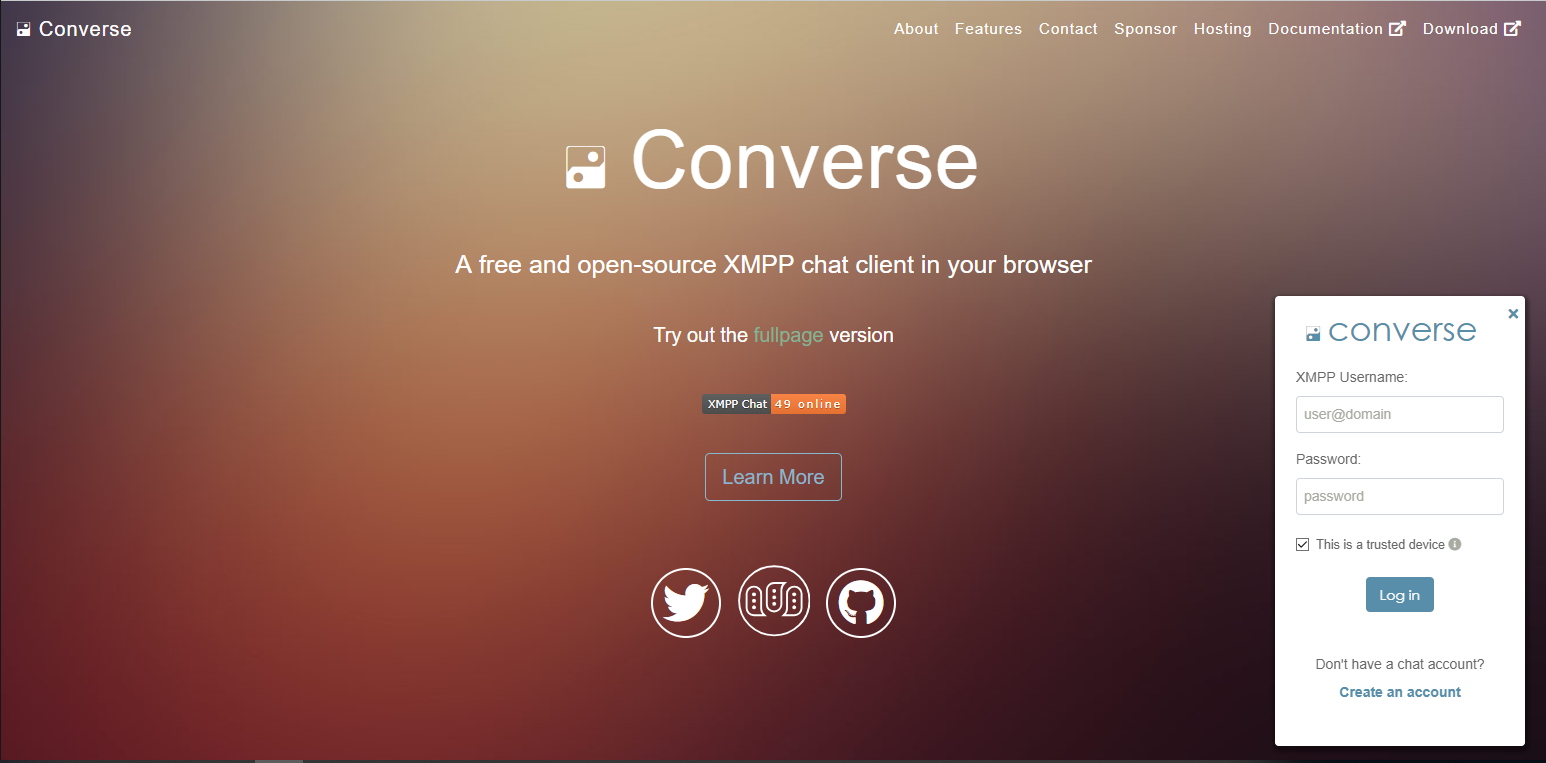 Converse
About Features Contact Sponsor Hosting Documentation Download
Converse
A free and open-source XMPP chat client in your browser
Try out the fullpage version
XMPP Chat 49 online
Learn More
converse
XMPP Username:
user@domain
Password:
password
This is a trusted device
Log in
Don't have a chat account?
Create an account